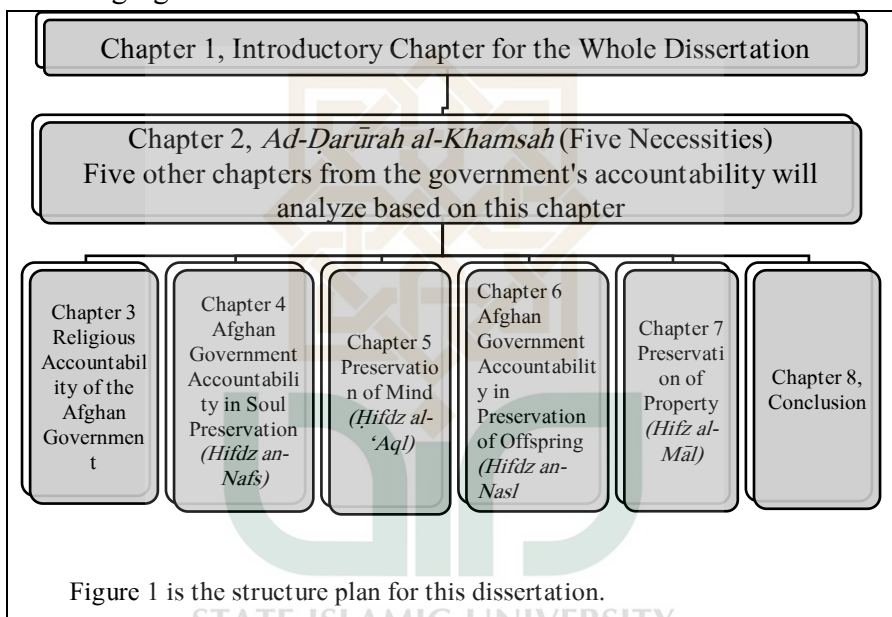 Chapter 1, Introductory Chapter for the Whole Dissertation
Chapter 2, Ad-Ḍarūrah al-Khamsah (Five Necessities)
Five other chapters from the government's accountability will
analyze based on this chapter
Chapter 3
Religious
Accountabil
ity of the
Afghan
Governmen
t
Chapter 4
Afghan
Government
Accountabili
ty in Soul
Preservation
(Hifdz an-
Nafs)
Chapter 5
Preservatio
n of Mind
(Ḥifdz al-
‘Aql)
Chapter 6
Afghan
Government
Accountabilit
y in
Preservation
of Offspring
(Hifdz an-
Nasl
Chapter 7
Preservati
on of
Property
(Hifz al-
Māl)
Chapter 8,
Conclusion
Figure 1 is the structure plan for this dissertation.
STATE ISLAMIC UNIVERSITY